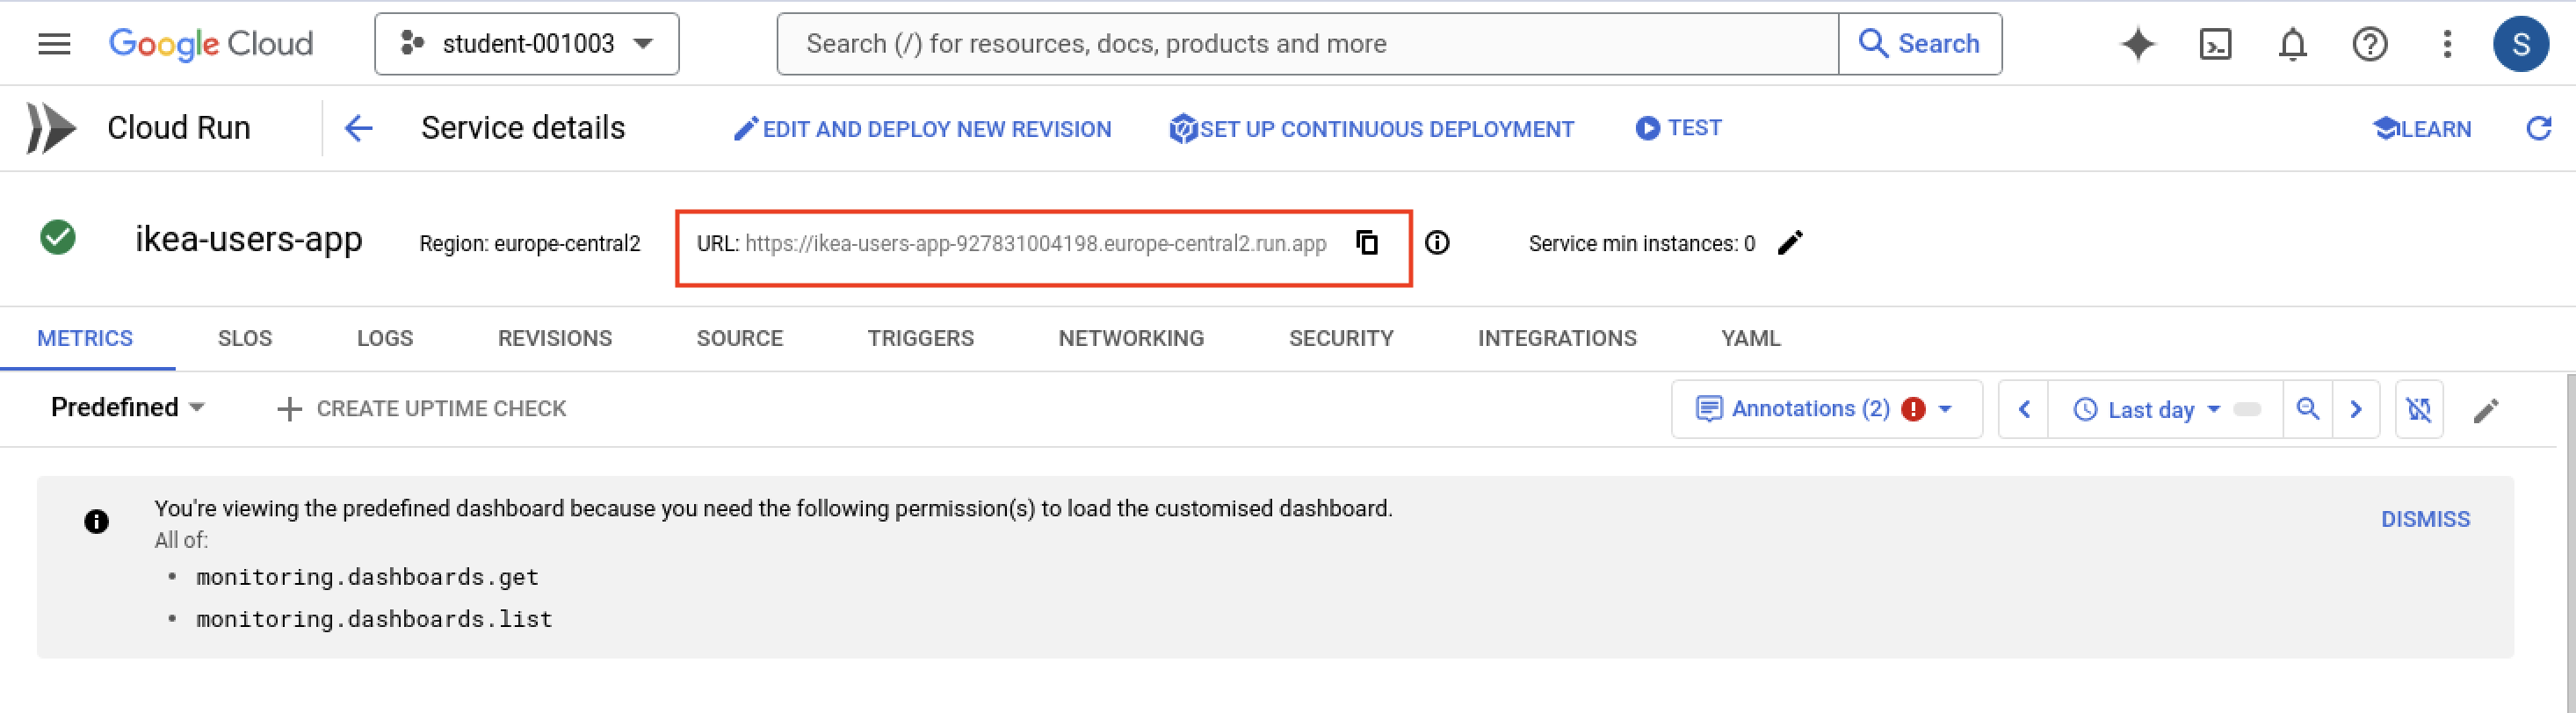 Google Cloud
student-001003
Search (/) for resources, docs, products and more
Search
S
Cloud Run
Service details
EDIT AND DEPLOY NEW REVISION
SET UP CONTINUOUS DEPLOYMENT
TEST
LEARN
ikea-users-app
Region: europe-central2
URL: https://ikea-users-app-927831004198.europe-central2.run.app
Service min instances: 0
METRICS
SLOS
LOGS
REVISIONS
SOURCE
TRIGGERS
NETWORKING
SECURITY
INTEGRATIONS
YAML
Predefined
CREATE UPTIME CHECK
Annotations (2)
Last day
You're viewing the predefined dashboard because you need the following permission(s) to load the customised dashboard.
DISMISS
All of:
• monitoring.dashboards.get
• monitoring.dashboards.list